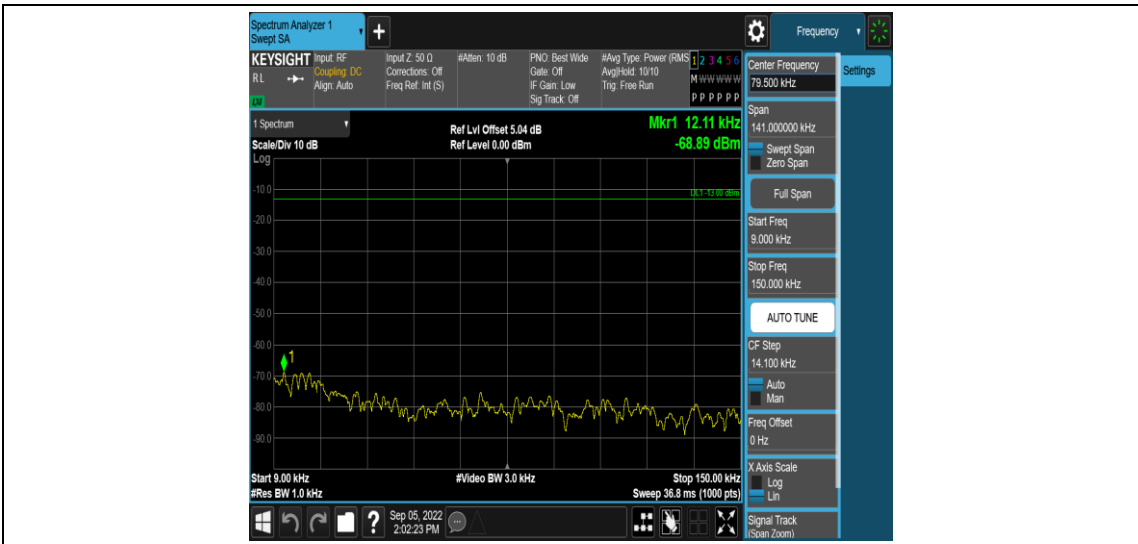 Spectrum Analyzer 1
Swept SA
+
Frequency
KEYSIGHT
RL
LXI
Input: RF
Coupling: DC
Align: Auto
Input Z: 50 Ω
Corrections: Off
Freq Ref: Int (S)
#Atten: 10 dB
PNO: Best Wide
Gate: Off
IF Gain: Low
Sig Track: Off
#Avg Type: Power (RMS
Avg|Hold: 10/10
Trig: Free Run
1 2 3 4 5 6
M W W W W W
P P P P P P
Center Frequency
79.500 kHz
Settings
1 Spectrum
Scale/Div 10 dB
Ref Lvl Offset 5.04 dB
Ref Level 0.00 dBm
Mkr1 12.11 kHz
-68.89 dBm
Log
DL1 -13.00 dBm
-10.0
-20.0
-30.0
-40.0
-50.0
-60.0
-70.0
-80.0
-90.0
1
Start 9.00 kHz
#Res BW 1.0 kHz
#Video BW 3.0 kHz
Stop 150.00 kHz
Sweep 36.8 ms (1000 pts)
Span
141.000000 kHz
Swept Span
Zero Span
Full Span
Start Freq
9.000 kHz
Stop Freq
150.000 kHz
AUTO TUNE
CF Step
14.100 kHz
Auto
Man
Freq Offset
0 Hz
X Axis Scale
Log
Lin
Signal Track
(Span Zoom)
?
Sep 05, 2022
2:02:23 PM